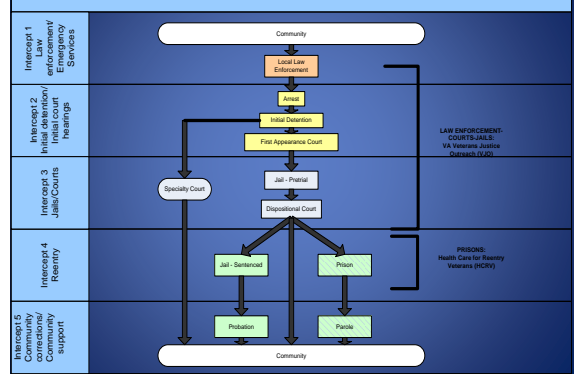 Intercept 1
Law
enforcement/
Emergency
Services
Community
Local Law
Enforcement
Intercept 2
Initial detention/
Initial court
hearings
Arrest
Initial Detention
First Appearance Court
LAW ENFORCEMENT-
COURTS-JAILS:
VA Veterans Justice
Outreach (VJO)
Intercept 3
Jails/Courts
Specialty Court
Jail - Pretrial
Dispositional Court
Intercept 4
Reentry
Jail - Sentenced
Prison
PRISONS:
Health Care for Reentry
Veterans (HCRV)
Intercept 5
Community
corrections/
Community
support
Probation
Parole
Community